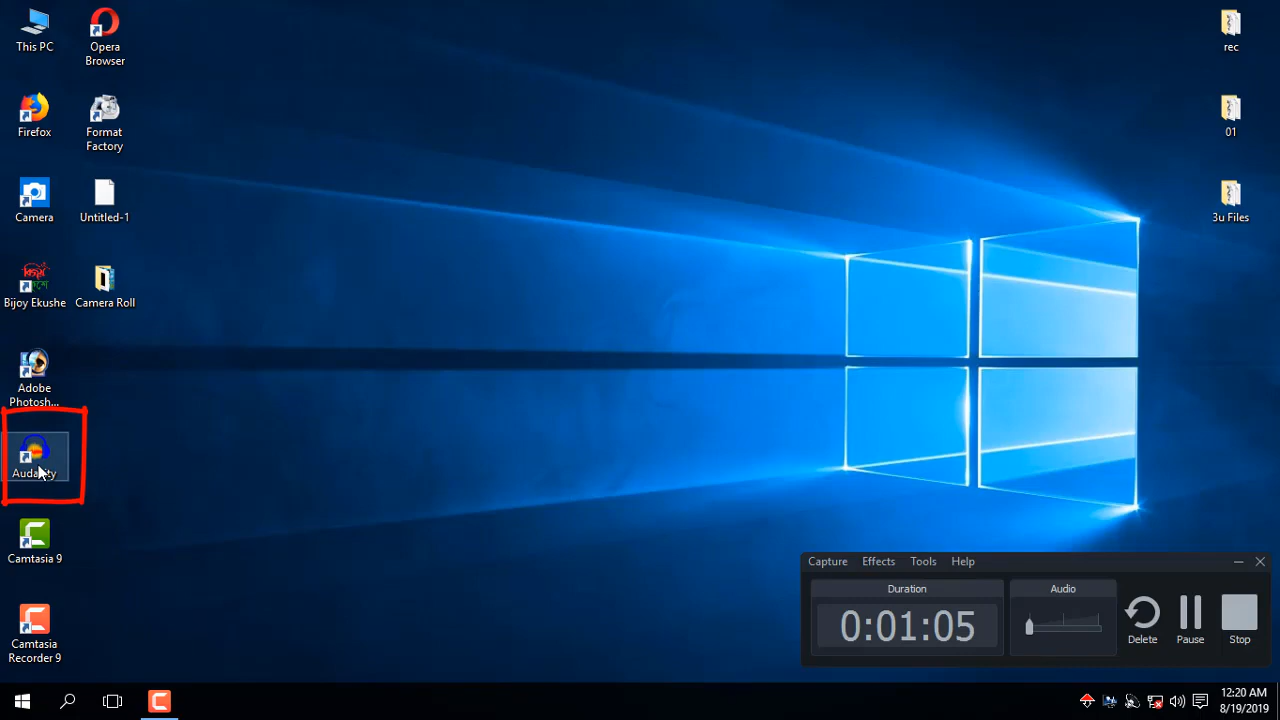 This PC
Opera
Browser
Firefox
Format
Factory
Camera
Untitled-1
Bijoy Ekushe
Camera Roll
Adobe
Photosh...
Audacity
Camtasia 9
Camtasia
Recorder 9
rec
01
3u Files
Capture Effects Tools Help
Duration
0:01:05
Audio
Delete
Pause
Stop
12:20 AM
8/19/2019